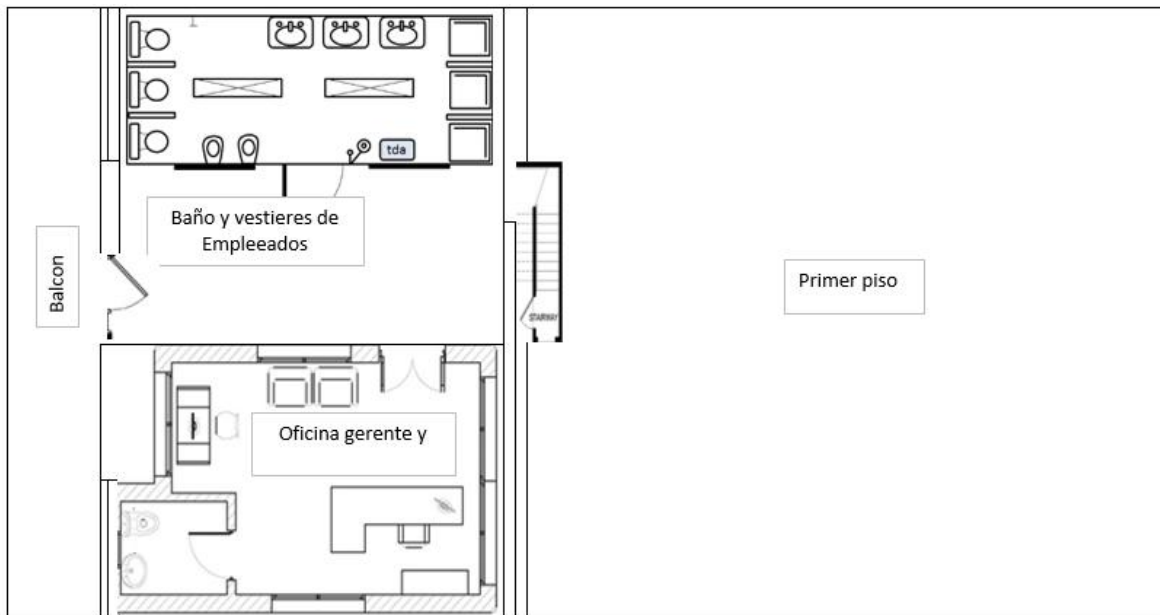 tda
Baño y vestieres de
Empleeados
Balcon
Primer piso
STAIRWAY
Oficina gerente y